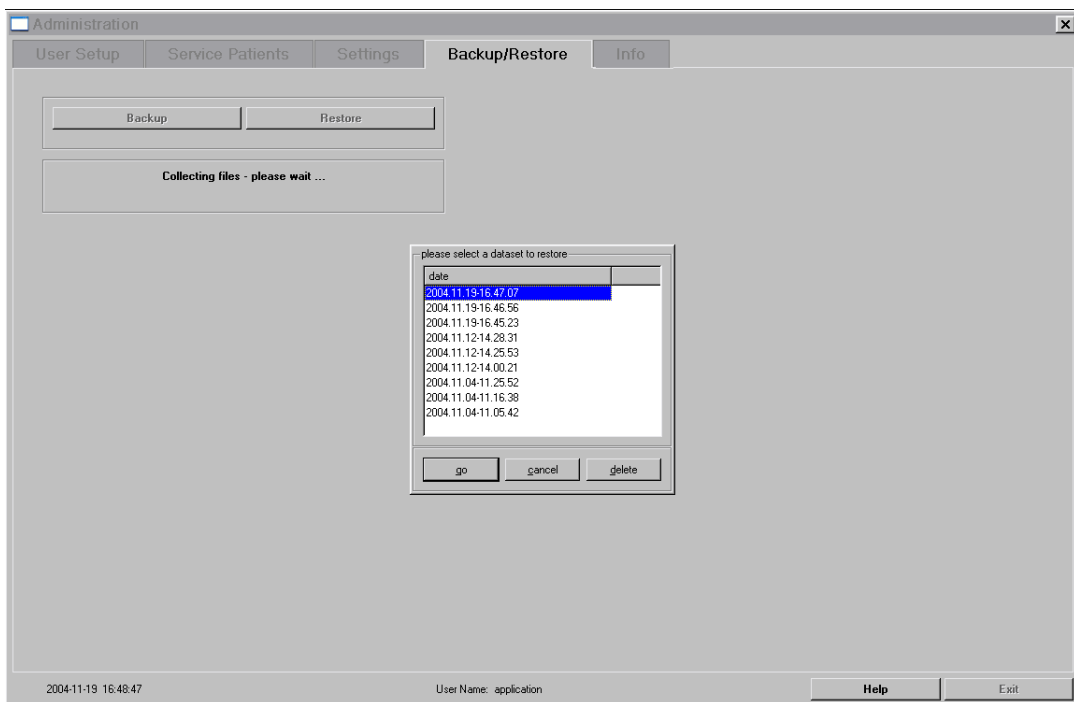 Administration
User Setup Service Patients Settings Backup/Restore Info
Backup Restore
Collecting files - please wait ...
please select a dataset to restore
date
2004.11.19-16.47.07
2004.11.19-16.46.56
2004.11.19-16.45.23
2004.11.12-14.28.31
2004.11.12-14.25.53
2004.11.12-14.00.21
2004.11.04-11.25.52
2004.11.04-11.16.38
2004.11.04-11.05.42
go cancel delete
2004-11-19 16:48:47 User Name: application Help Exit